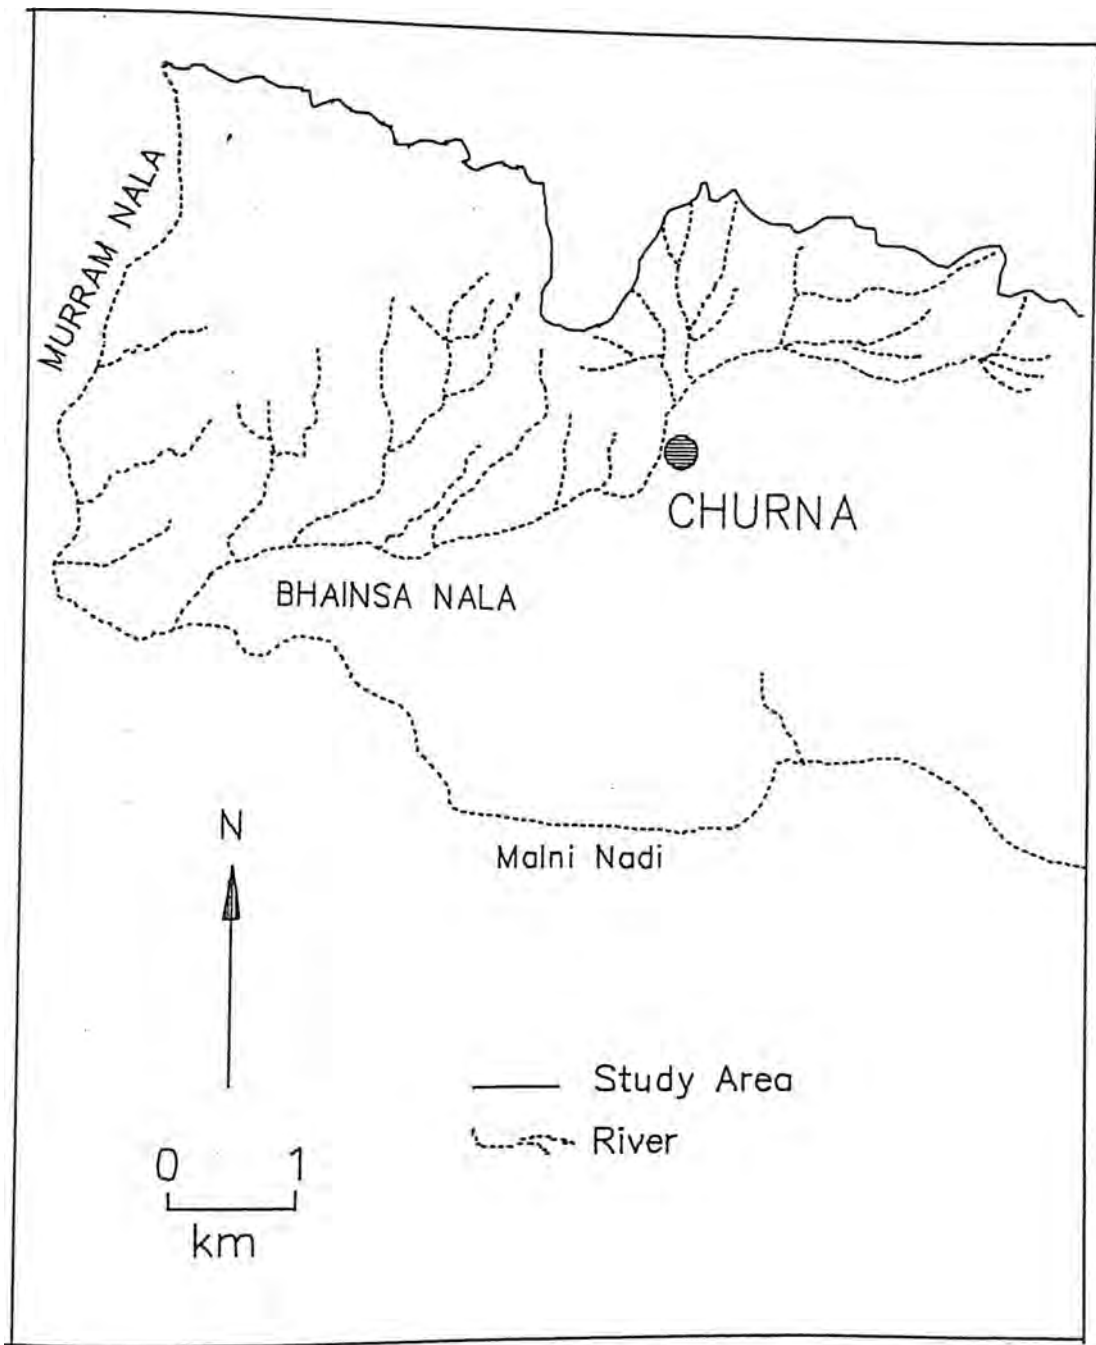 MURRAM NALA
CHURNA
BHAINSA NALA
Malni Nadi
N
Study Area
River
0 1
km